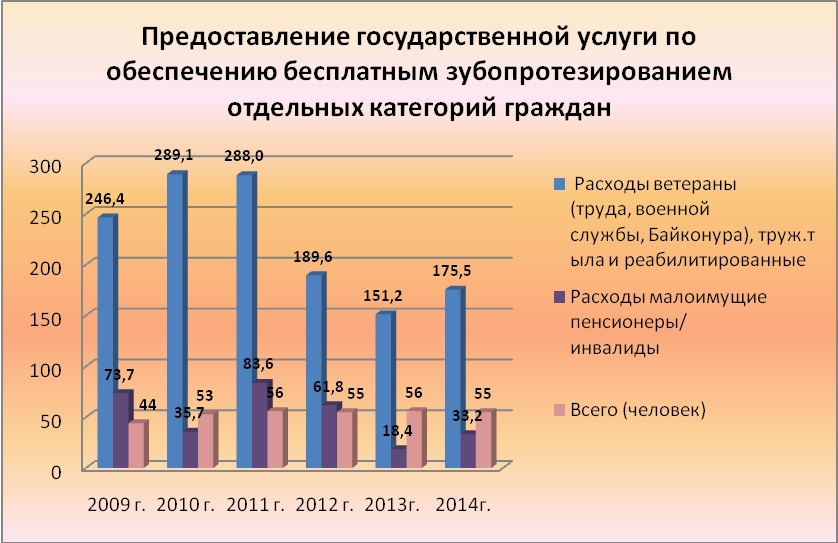 Предоставление государственной услуги по
обеспечению бесплатным зубопротезированием
отдельных категорий граждан
300
250
200
150
100
50
0
246,4
73,7
44
289,1
35,7
53
288,0
83,6
56
189,6
61,8
55
151,2
18,4
56
175,5
33,2
55
2009 г. 2010 г. 2011 г. 2012 г. 2013г. 2014г.
Расходы ветераны
(труда, военной
службы, Байконура), труж.т
ыла и реабилитированные
Расходы малоимущие
пенсионеры/
инвалиды
Всего (человек)